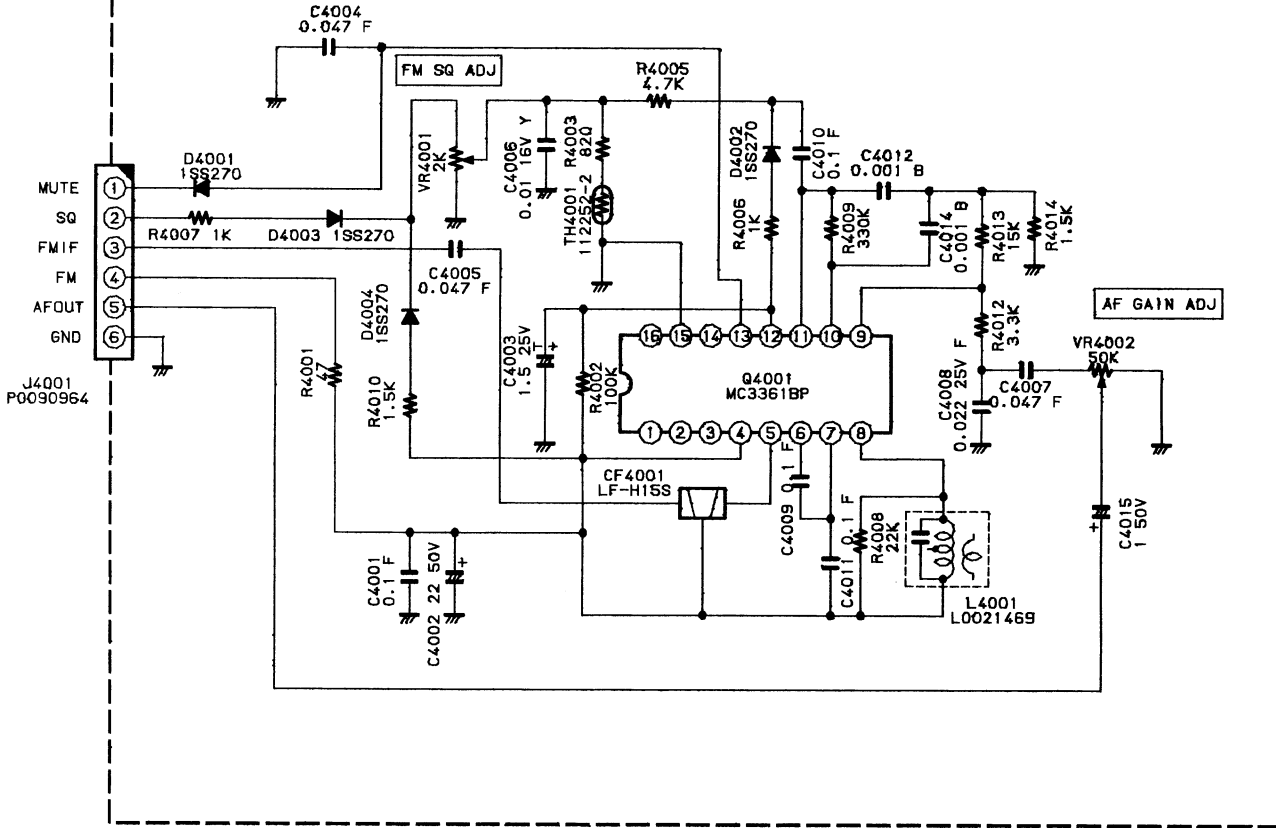 C4004
0.047 F
FM SQ ADJ
R4005
4.7K
VR4001
2K
C4006
0.01 16V Y
R4003
82Ω
TH4001
112252-2
D4002
1SS270
R4006
1K
C4010
0.1 F
C4012
0.001 B
R4009
330K
C4014
0.001 B
R4013
15K
R4014
1.5K
D4001
1SS270
MUTE
1
SQ
2
R4007 1K
D4003 1SS270
FMIF
3
C4005
0.047 F
FM
4
AFOUT
5
GND
6
J4001
P0090964
D4004
1SS270
R4001
47
R4010
1.5K
C4003
1.5 25V
+
R4002
100K
16 15 14 13 12 11 10 9
Q4001
MC3361BP
1 2 3 4 5 6 7 8
R4012
3.3K
AF GAIN ADJ
VR4002
50K
C4008
0.022 25V F
C4007
0.047 F
CF4001
LF-H15S
C4009 0.1 F
C4011 0.1 F
R4008
22K
L4001
L0021469
C4015
1 50V
+
C4001
0.1 F
C4002 22 50V
+